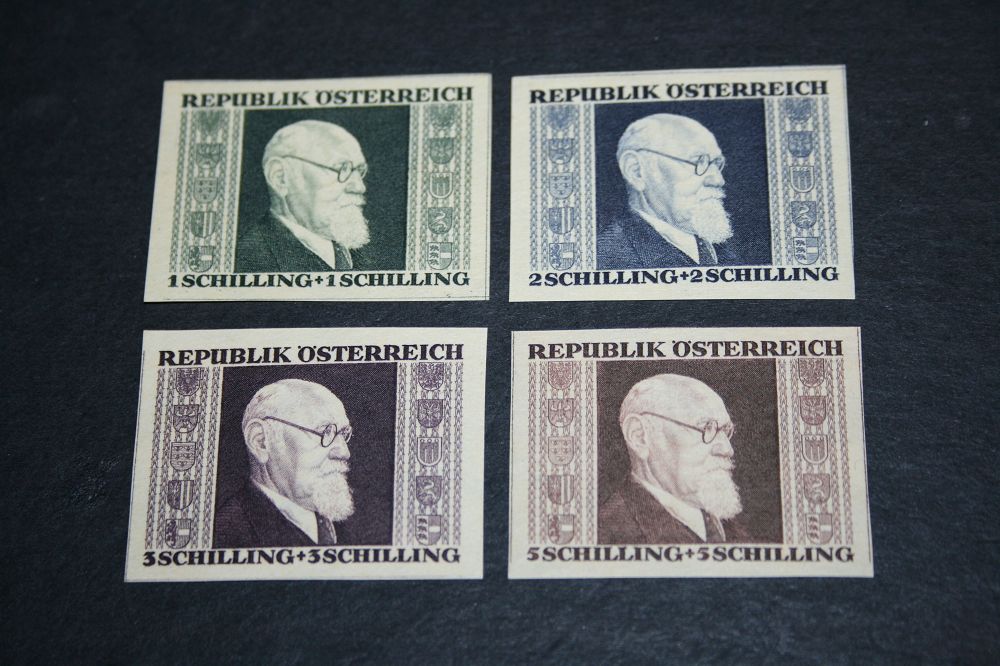 REPUBLIK ÖSTERREICH
1 SCHILLING+1 SCHILLING
REPUBLIK ÖSTERREICH
2 SCHILLING+2 SCHILLING
REPUBLIK ÖSTERREICH
3 SCHILLING+3 SCHILLING
REPUBLIK ÖSTERREICH
5 SCHILLING+5 SCHILLING